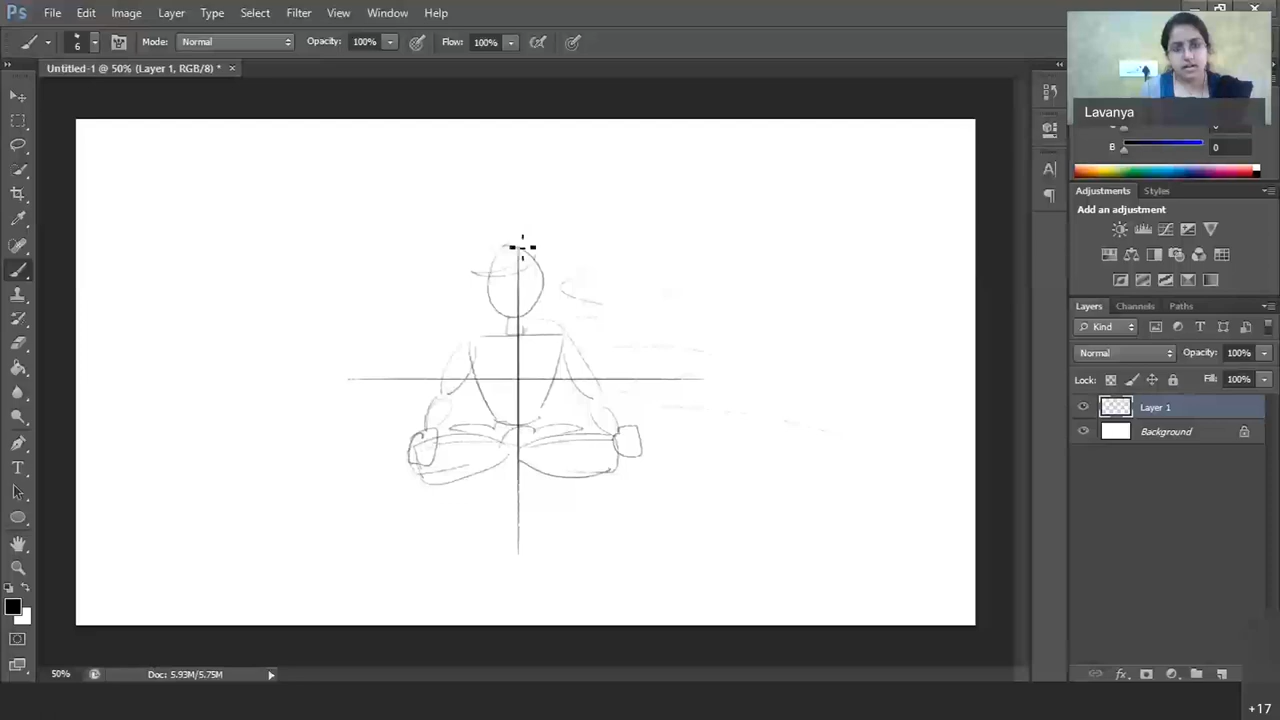 Ps File Edit Image Layer Type Select Filter View Window Help
6 Mode: Normal Opacity: 100% Flow: 100%
Untitled-1 @ 50% (Layer 1, RGB/8) * ×
Lavanya
B 0
Adjustments Styles
Add an adjustment
Layers Channels Paths
Kind
Normal Opacity: 100%
Lock: Fill: 100%
Layer 1
Background
50% Doc: 5.93M/5.75M
+17